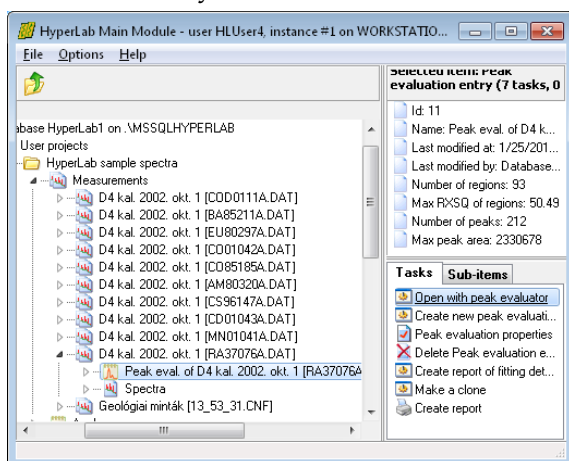 HyperLab Main Module - user HLUser4, instance #1 on WORKSTATIO...
File Options Help
abase HyperLab1 on .\MSSQLHYPERLAB
User projects
HyperLab sample spectra
Measurements
D4 kal. 2002. okt. 1 [COD0111A.DAT]
D4 kal. 2002. okt. 1 [BA85211A.DAT]
D4 kal. 2002. okt. 1 [EU80297A.DAT]
D4 kal. 2002. okt. 1 [CO01042A.DAT]
D4 kal. 2002. okt. 1 [CO85185A.DAT]
D4 kal. 2002. okt. 1 [AM80320A.DAT]
D4 kal. 2002. okt. 1 [CS96147A.DAT]
D4 kal. 2002. okt. 1 [CD01043A.DAT]
D4 kal. 2002. okt. 1 [MN01041A.DAT]
D4 kal. 2002. okt. 1 [RA37076A.DAT]
Peak eval. of D4 kal. 2002. okt. 1 [RA37076A
Spectra
Geológiai minták [13_53_31.CNF]
Selected item: Peak
evaluation entry (7 tasks, 0
Id: 11
Name: Peak eval. of D4 k...
Last modified at: 1/25/201...
Last modified by: Database...
Number of regions: 93
Max RXSQ of regions: 50.49
Number of peaks: 212
Max peak area: 2330678
Tasks Sub-items
Open with peak evaluator
Create new peak evaluati...
Peak evaluation properties
Delete Peak evaluation e...
Create report of fitting det...
Make a clone
Create report